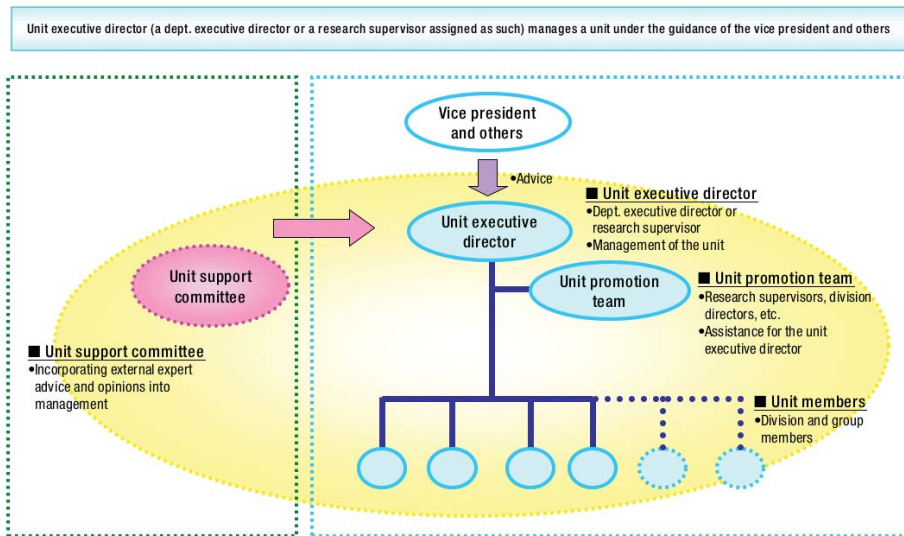 Unit executive director (a dept. executive director or a research supervisor assigned as such) manages a unit under the guidance of the vice president and others
Vice president
and others
•Advice
Unit executive
director
■ Unit executive director
•Dept. executive director or
research supervisor
•Management of the unit
Unit support
committee
Unit promotion
team
■ Unit promotion team
•Research supervisors, division
directors, etc.
•Assistance for the unit
executive director
■ Unit support committee
•Incorporating external expert
advice and opinions into
management
■ Unit members
•Division and group
members